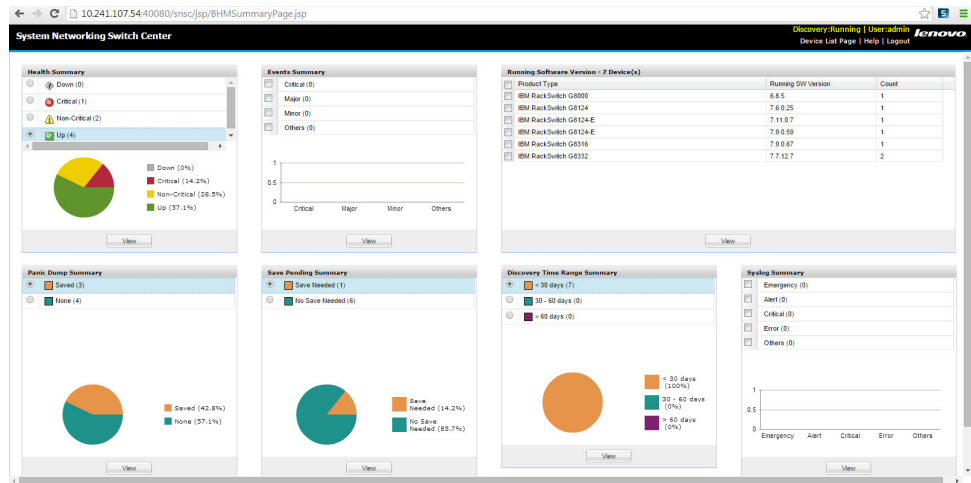 10.241.107.54:40080/snsc/jsp/BHMSummaryPage.jsp
System Networking Switch Center
Discovery:Running | User:admin
Device List Page | Help | Logout
lenovo
Health Summary
Down (0)
Critical (1)
Non-Critical (2)
Up (4)
Down (0%)
Critical (14.2%)
Non-Critical (28.5%)
Up (57.1%)
View
Events Summary
Critical (0)
Major (0)
Minor (0)
Others (0)
1
0.5
0
Critical Major Minor Others
View
Running Software Version - 7 Device(s)
Product Type Running SW Version Count
IBM RackSwitch G8000 6.8.5 1
IBM RackSwitch G8124 7.6.0.25 1
IBM RackSwitch G8124-E 7.11.0.7 1
IBM RackSwitch G8124-E 7.9.0.59 1
IBM RackSwitch G8316 7.9.0.67 1
IBM RackSwitch G8332 7.7.12.7 2
View
Panic Dump Summary
Saved (3)
None (4)
Saved (42.8%)
None (57.1%)
View
Save Pending Summary
Save Needed (1)
No Save Needed (6)
Save
Needed (14.2%)
No Save
Needed (85.7%)
View
Discovery Time Range Summary
< 30 days (7)
30 - 60 days (0)
> 60 days (0)
< 30 days
(100%)
30 - 60 days
(0%)
> 60 days
(0%)
View
Syslog Summary
Emergency (0)
Alert (0)
Critical (0)
Error (0)
Others (0)
1
0.5
0
Emergency Alert Critical Error Others
View